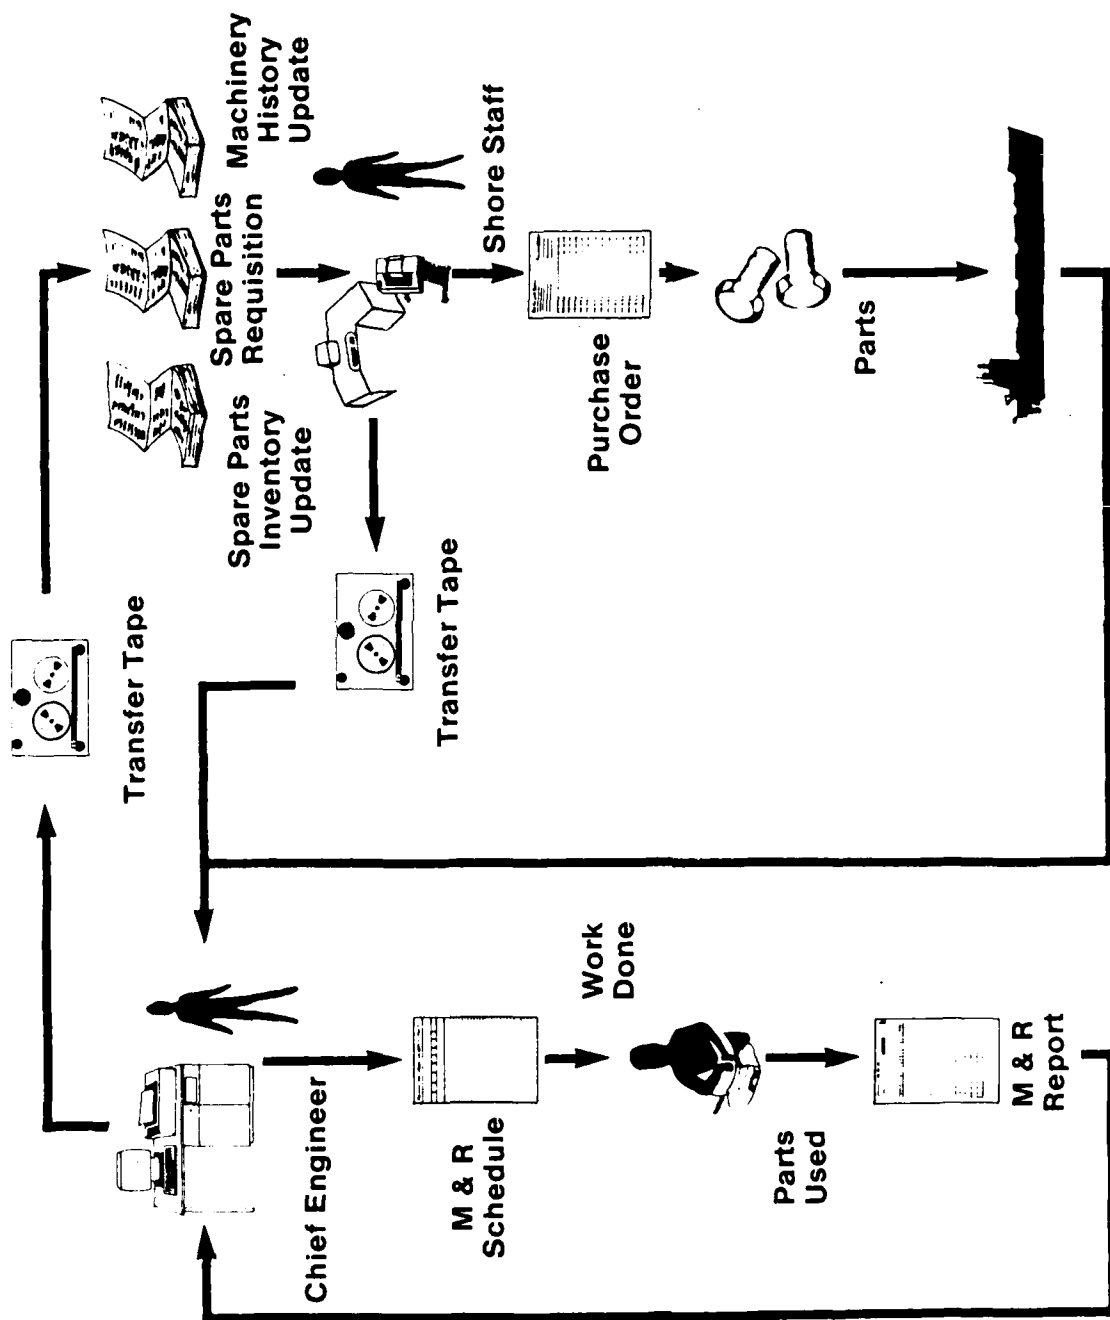 Transfer Tape
Spare Parts
Inventory
Update
Spare Parts
Requisition
Machinery
History
Update
Transfer Tape
Shore Staff
Purchase
Order
Parts
Chief Engineer
M & R
Schedule
Work
Done
Parts
Used
M & R
Report